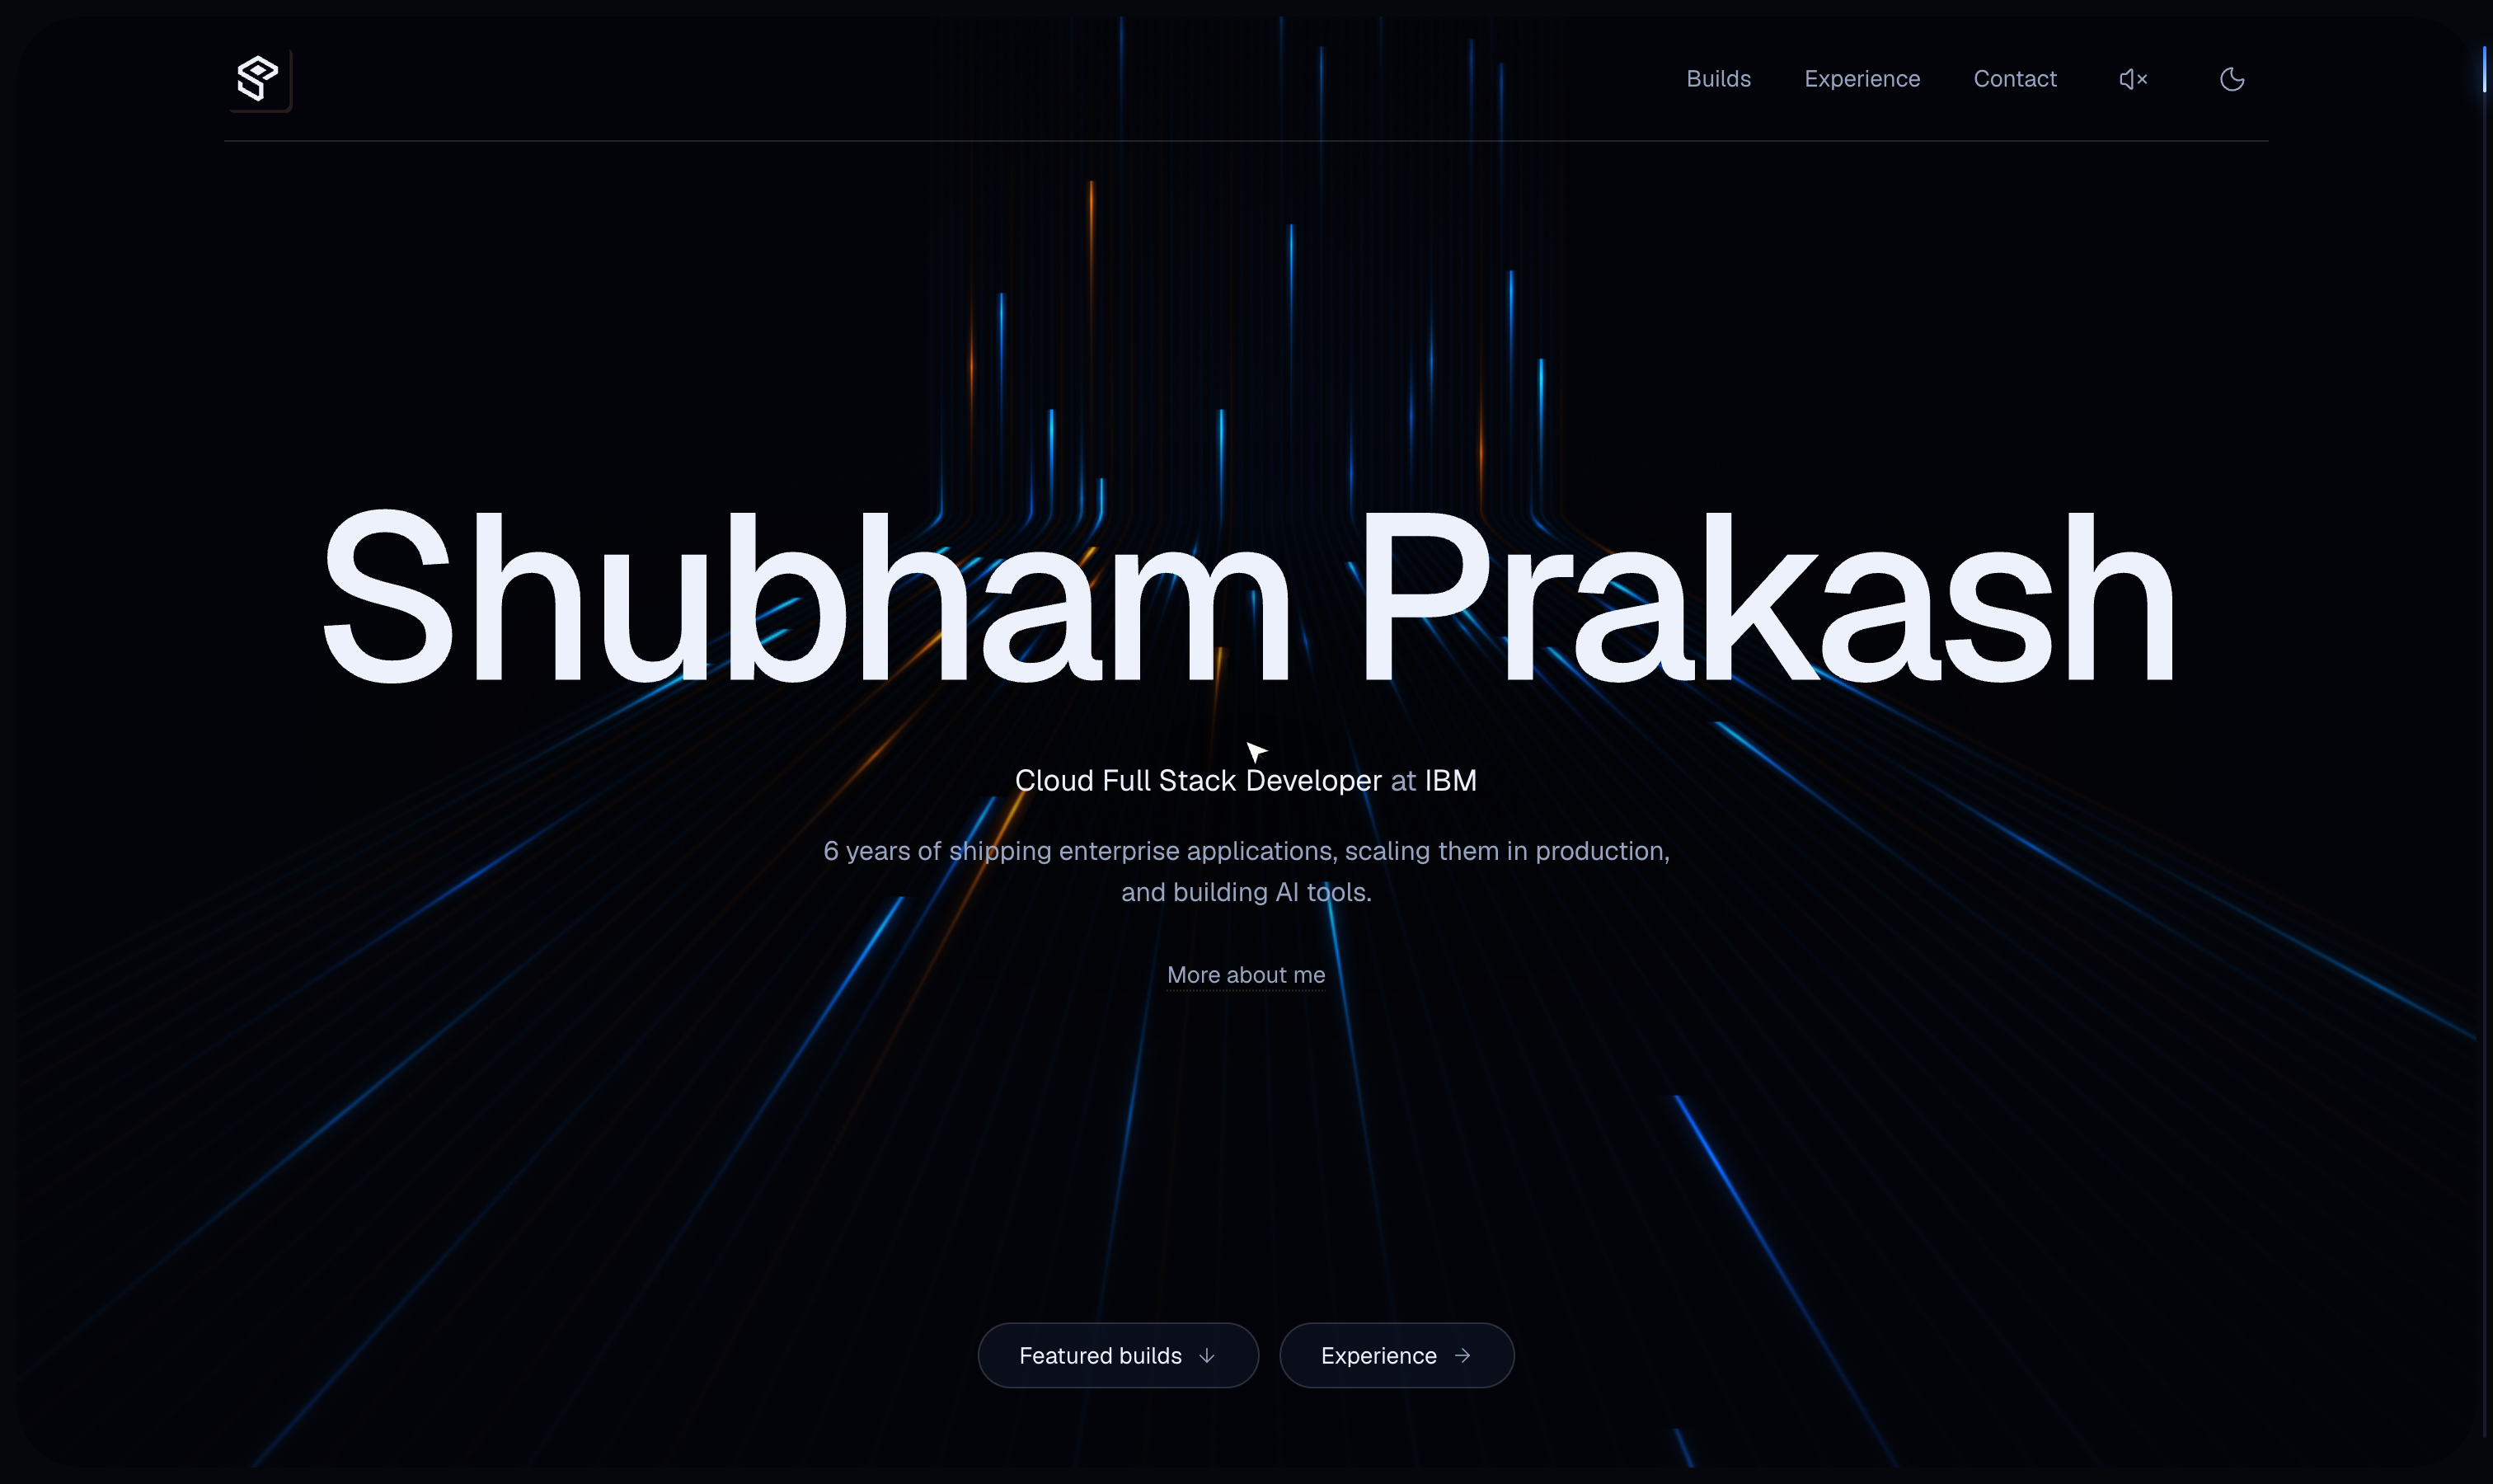 Builds Experience Contact
Shubham Prakash
Cloud Full Stack Developer at IBM
6 years of shipping enterprise applications, scaling them in production,
and building AI tools.
More about me
Featured builds Experience